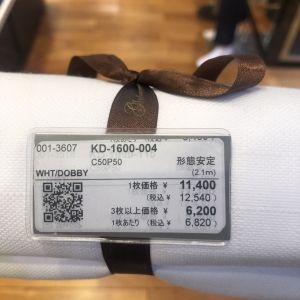 001-3607 KD-1600-004
C50P50 形態安定
(2.1m)
WHT/DOBBY
1枚価格 ¥ 11,400
(税込 ¥ 12,540)
3枚以上価格 ¥ 6,200
1枚あたり (税込 ¥ 6,820)